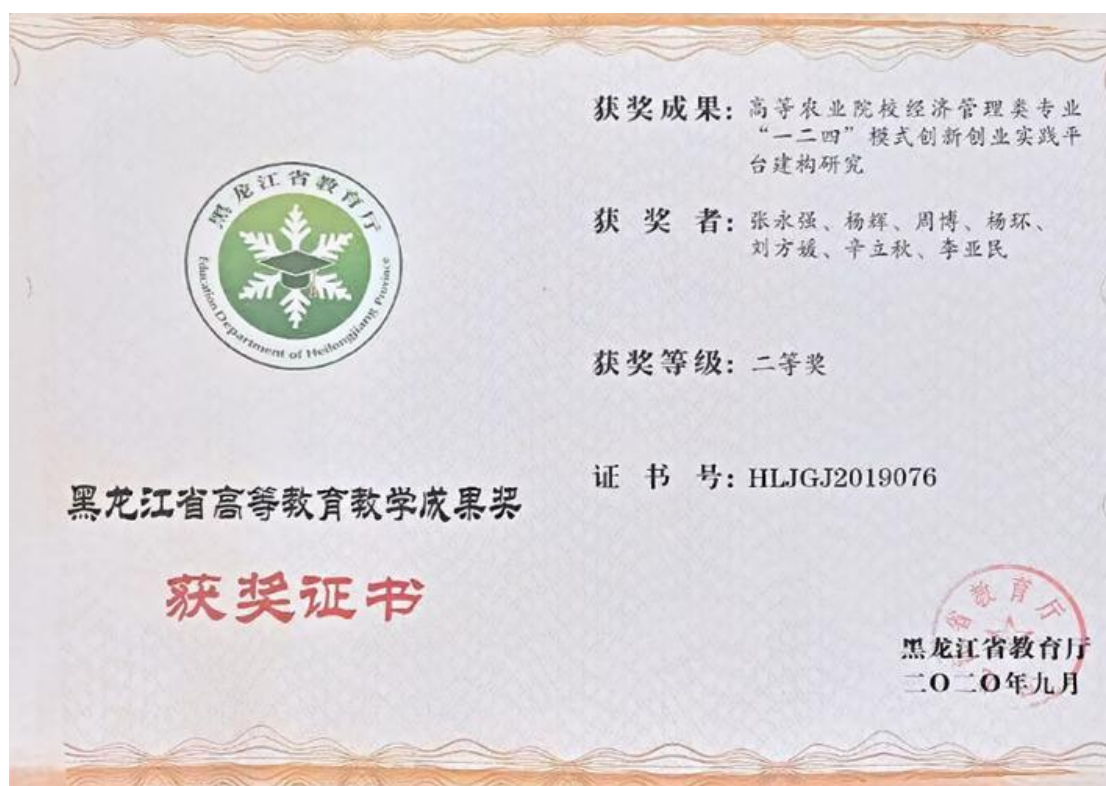 黑龙江省教育厅
Education Department of Heilongjiang Province
黑龙江省高等教育教学成果奖
获奖证书
获奖成果：高等农业院校经济管理类专业
“一二四”模式创新创业实践平
台建构研究
获奖者：张永强、杨辉、周博、杨环、
刘方媛、辛立秋、李亚民
获奖等级：二等奖
证书号：HLJGJ2019076
省教育厅
黑龙江省教育厅
二〇二〇年九月